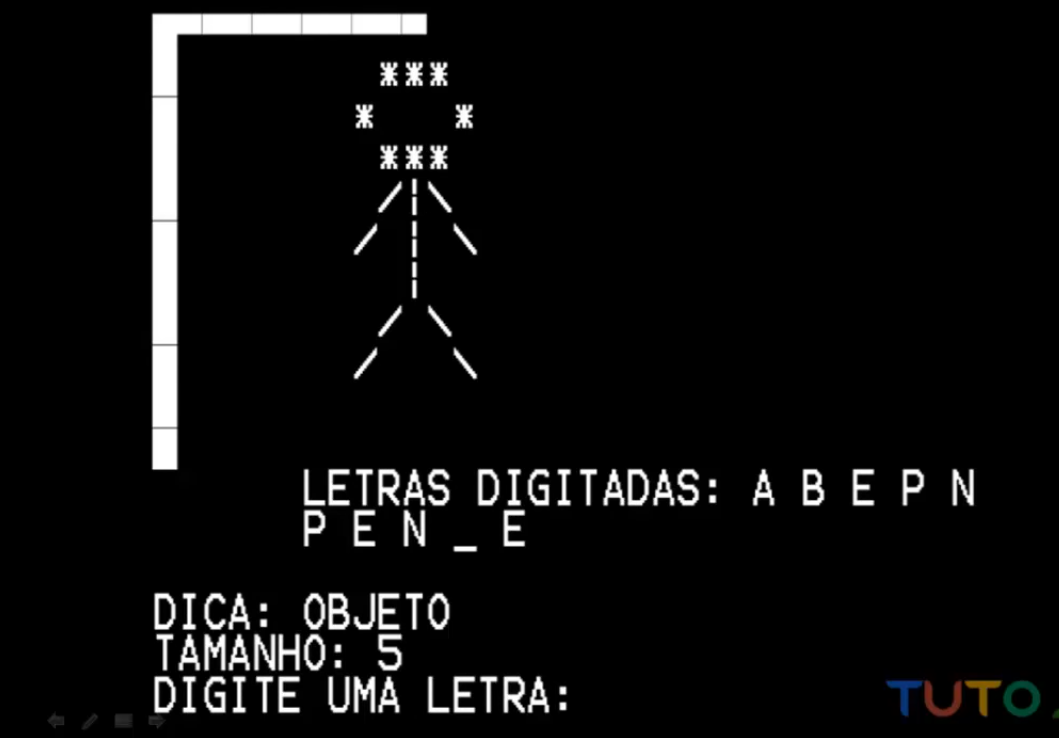 LETRAS DIGITADAS: A B E P N
P E N _ E
DICA: OBJETO
TAMANHO: 5
DIGITE UMA LETRA:
TUTO